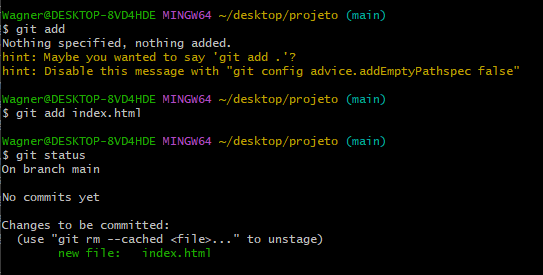 Wagner@DESKTOP-8VD4HDE MINGW64 ~/desktop/projeto (main)
$ git add
Nothing specified, nothing added.
hint: Maybe you wanted to say 'git add .'?
hint: Disable this message with "git config advice.addEmptyPathspec false"
Wagner@DESKTOP-8VD4HDE MINGW64 ~/desktop/projeto (main)
$ git add index.html
Wagner@DESKTOP-8VD4HDE MINGW64 ~/desktop/projeto (main)
$ git status
On branch main
No commits yet
Changes to be committed:
  (use "git rm --cached <file>..." to unstage)
        new file:   index.html